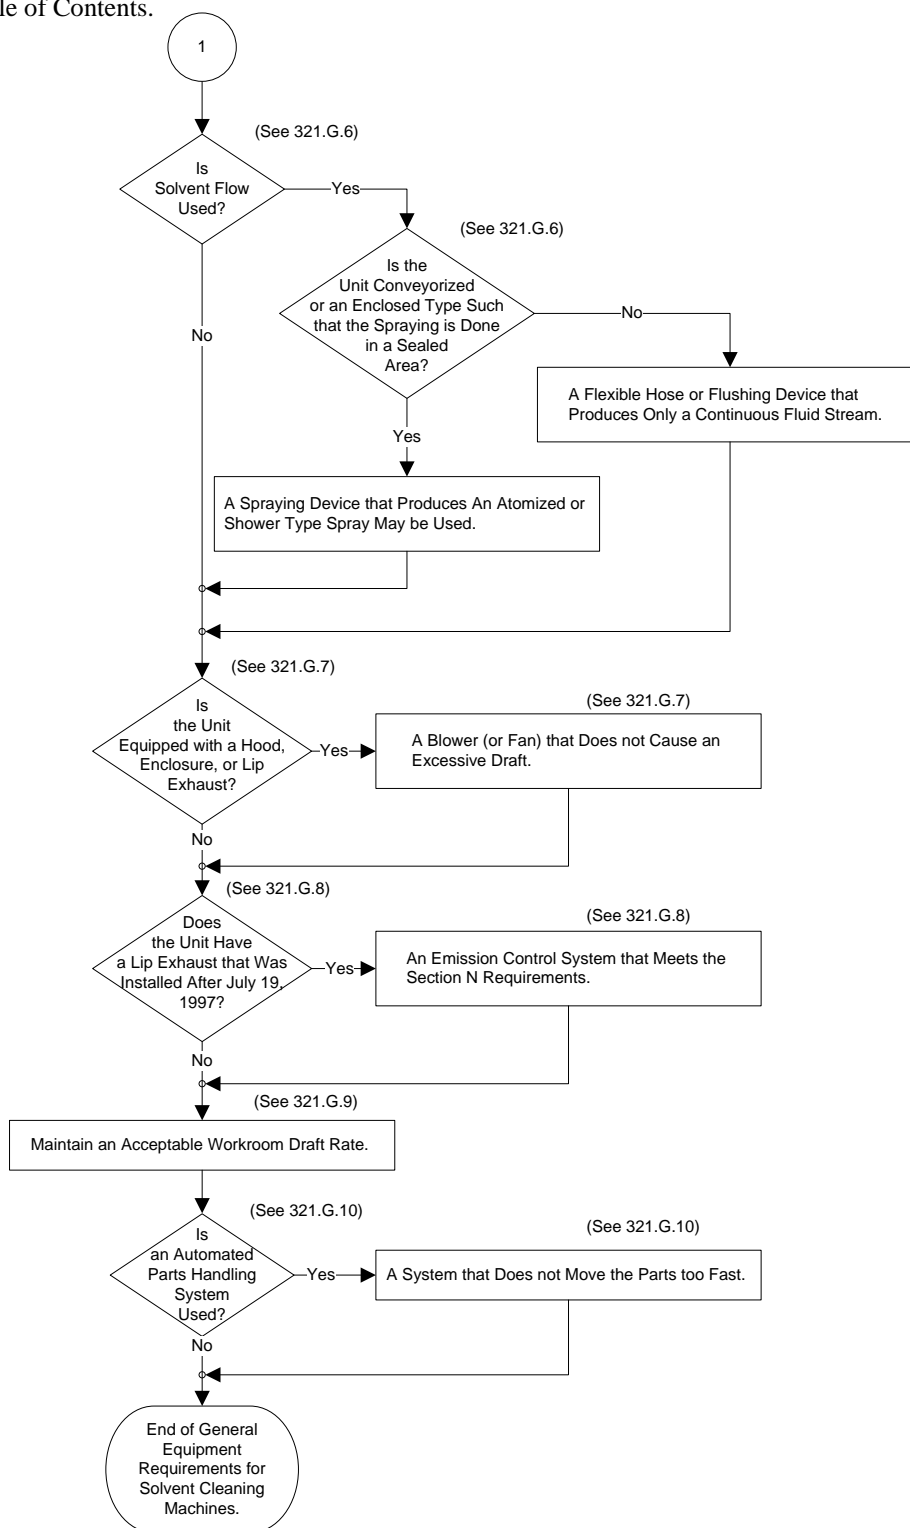 le of Contents.
1
(See 321.G.6)
Is
Solvent Flow
Used?
Yes
(See 321.G.6)
Is the
Unit Conveyorized
or an Enclosed Type Such
that the Spraying is Done
in a Sealed
Area?
No
No
A Flexible Hose or Flushing Device that
Produces Only a Continuous Fluid Stream.
Yes
A Spraying Device that Produces An Atomized or
Shower Type Spray May be Used.
(See 321.G.7)
Is
the Unit
Equipped with a Hood,
Enclosure, or Lip
Exhaust?
Yes
(See 321.G.7)
A Blower (or Fan) that Does not Cause an
Excessive Draft.
No
(See 321.G.8)
Does
the Unit Have
a Lip Exhaust that Was
Installed After July 19,
1997?
Yes
(See 321.G.8)
An Emission Control System that Meets the
Section N Requirements.
No
(See 321.G.9)
Maintain an Acceptable Workroom Draft Rate.
(See 321.G.10)
Is
an Automated
Parts Handling
System
Used?
Yes
(See 321.G.10)
A System that Does not Move the Parts too Fast.
No
End of General
Equipment
Requirements for
Solvent Cleaning
Machines.